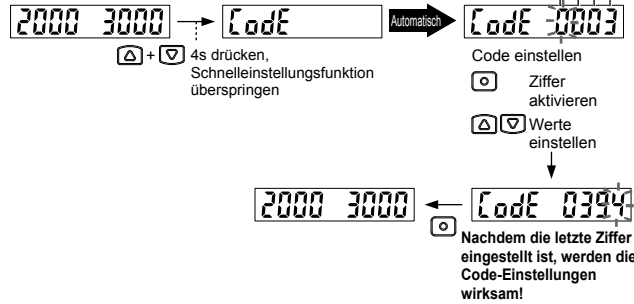 2000 3000
CodE
Automatisch
CodE 0003
+ 4s drücken,
Schnelleinstellungsfunktion
überspringen
Code einstellen
Ziffer
aktivieren
Werte
einstellen
2000 3000
CodE 0394
Nachdem die letzte Ziffer
eingestellt ist, werden die
Code-Einstellungen
wirksam!